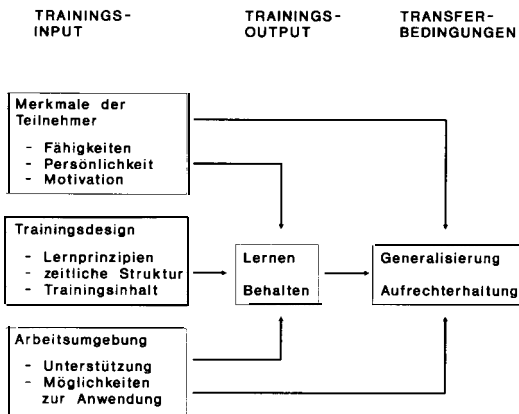 TRAININGS-
INPUT
TRAININGS-
OUTPUT
TRANSFER-
BEDINGUNGEN
Merkmale der
Teilnehmer
- Fähigkeiten
- Persönlichkeit
- Motivation
Trainingsdesign
- Lernprinzipien
- zeitliche Struktur
- Trainingsinhalt
Lernen
Behalten
Generalisierung
Aufrechterhaltung
Arbeitsumgebung
- Unterstützung
- Möglichkeiten
zur Anwendung